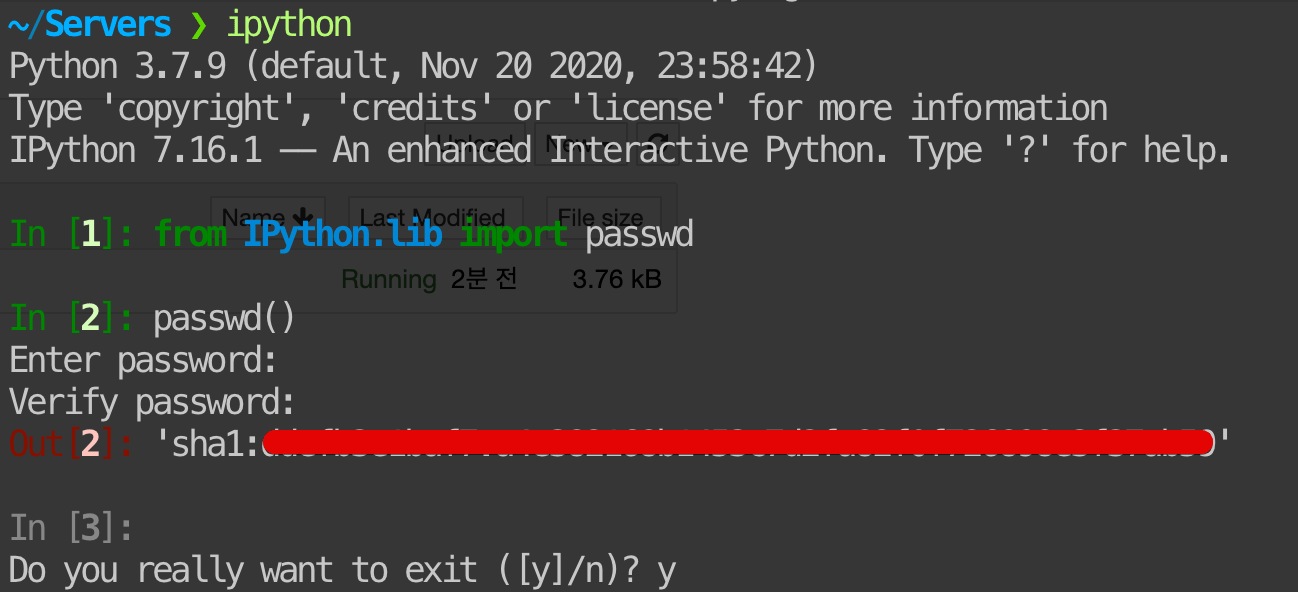 ~/Servers ❯ ipython
Python 3.7.9 (default, Nov 20 2020, 23:58:42)
Type 'copyright', 'credits' or 'license' for more information
Upload New
IPython 7.16.1 -- An enhanced Interactive Python. Type '?' for help.
Name Last Modified File size
In [1]: from IPython.lib import passwd
Running 2분 전 3.76 kB
In [2]: passwd()
Enter password:
Verify password:
Out[2]: 'sha1:'
In [3]:
Do you really want to exit ([y]/n)? y